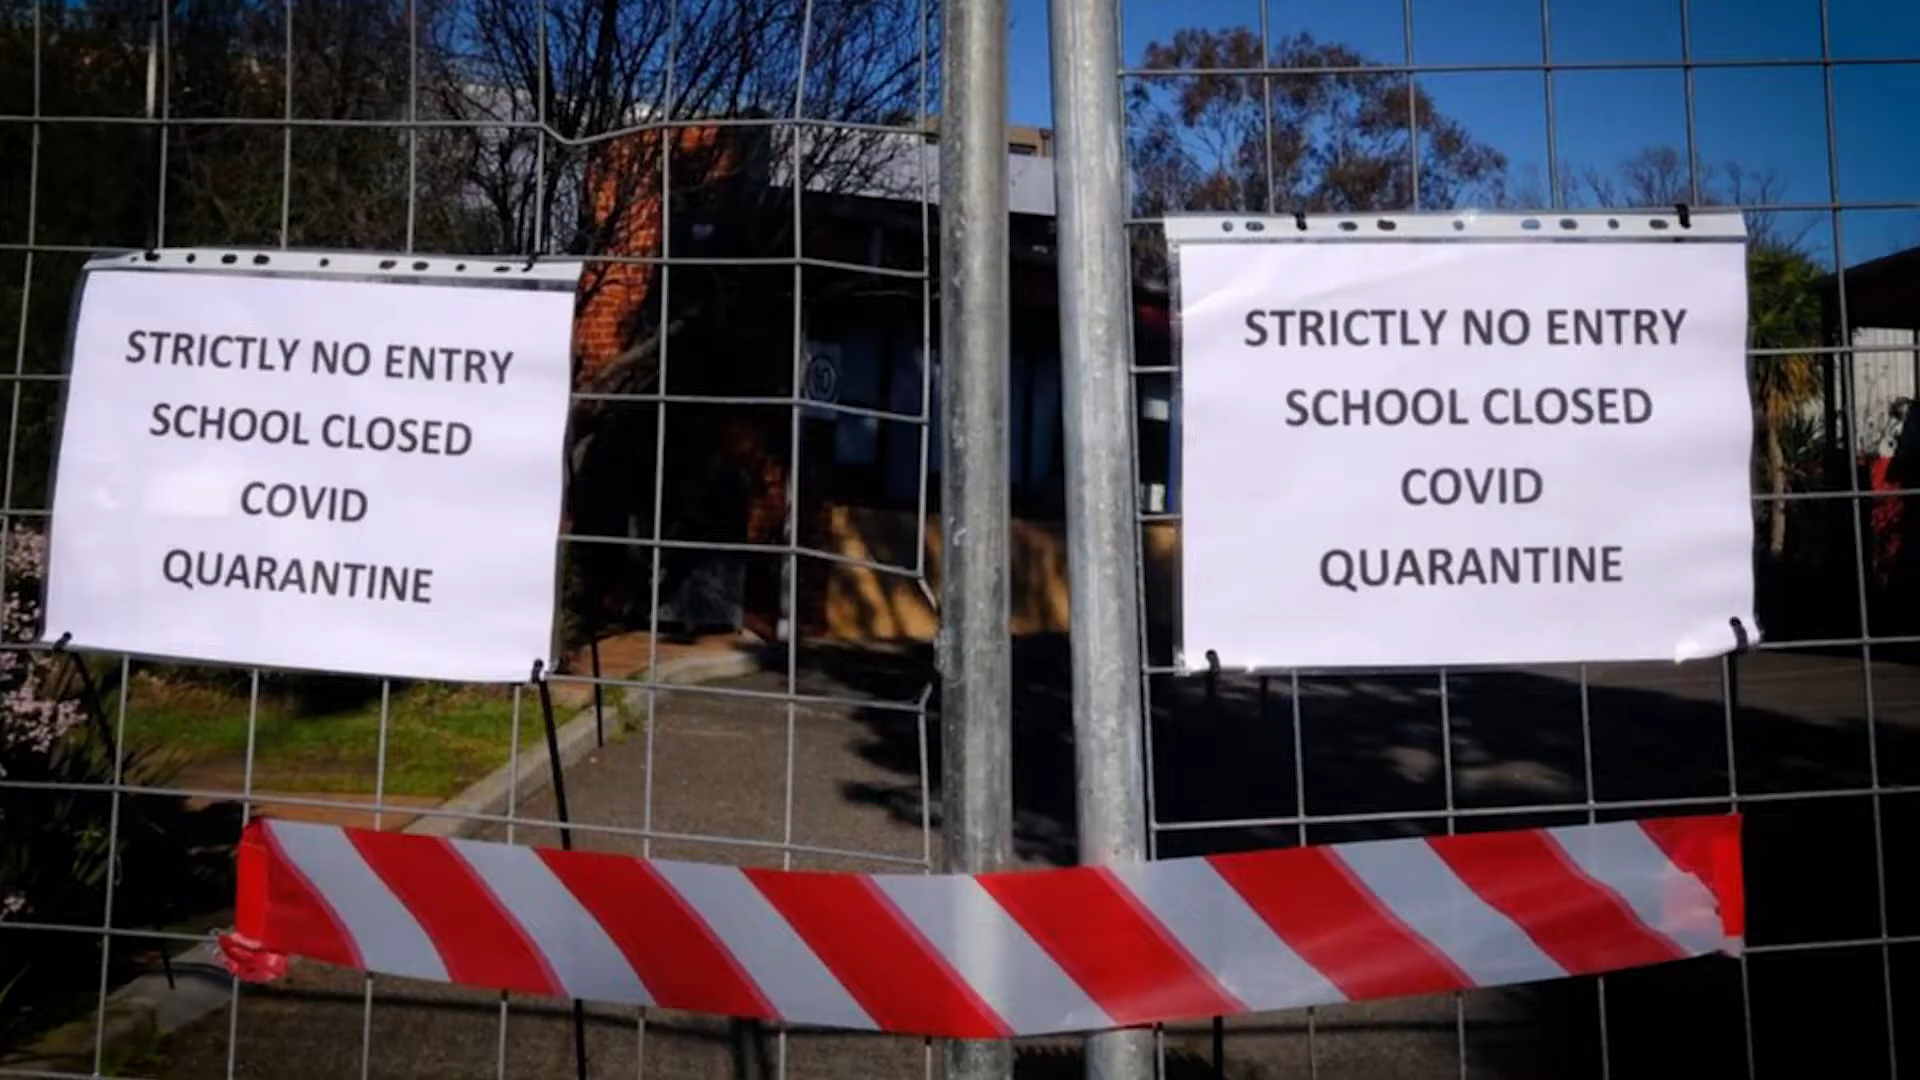 STRICTLY NO ENTRY
SCHOOL CLOSED
COVID
QUARANTINE
STRICTLY NO ENTRY
SCHOOL CLOSED
COVID
QUARANTINE